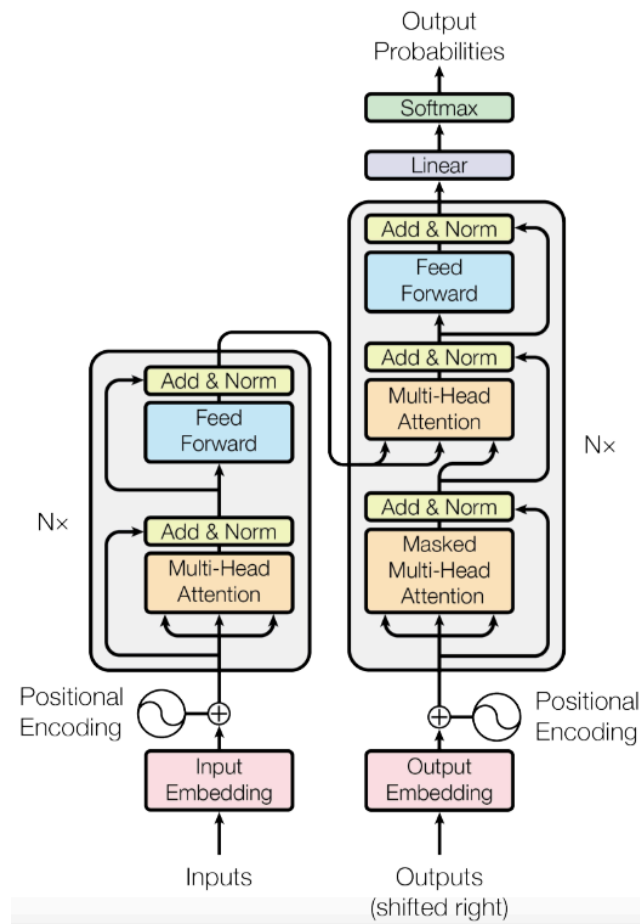 Output
Probabilities
Softmax
Linear
Add & Norm
Feed
Forward
Add & Norm
Multi-Head
Attention
Add & Norm
Masked
Multi-Head
Attention
Nx
Add & Norm
Feed
Forward
Add & Norm
Multi-Head
Attention
N×
Positional
Encoding
Positional
Encoding
Input
Embedding
Output
Embedding
Inputs
Outputs
(shifted right)